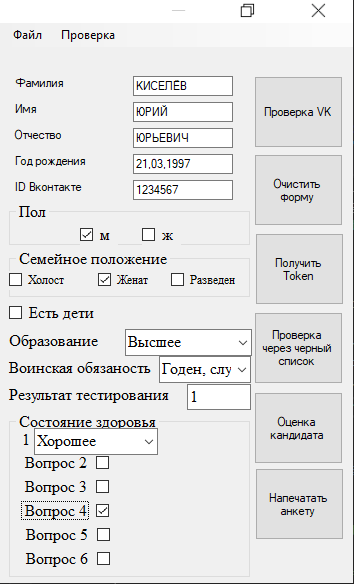 Файл Проверка
Фамилия КИСЕЛЁВ
Имя ЮРИЙ
Отчество ЮРЬЕВИЧ
Год рождения 21,03,1997
ID Вконтакте 1234567
Пол
м ж
Семейное положение
Холост Женат Разведен
Есть дети
Образование Высшее
Воинская обязаность Годен, слу
Результат тестирования 1
Состояние здоровья
1 Хорошее
Вопрос 2
Вопрос 3
Вопрос 4
Вопрос 5
Вопрос 6
Проверка VK
Очистить
форму
Получить
Token
Проверка
через черный
список
Оценка
кандидата
Напечатать
анкету